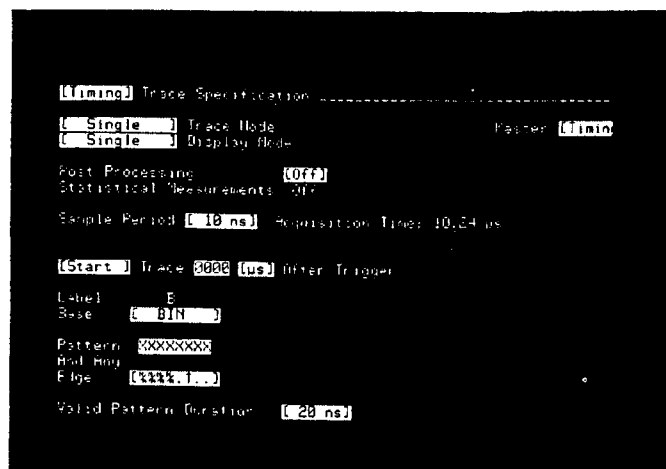 [Timing] Trace Specification
[ Single ] Trace Mode Master [Timin
[ Single ] Display Mode
Post Processing [Off]
Statistical Measurements Off
Sample Period [ 10 ns] Acquisition Time: 10.24 us
[Start ] Trace 0000 [us] After Trigger
Label B
Base [ BIN ]
Pattern XXXXXXXX
And Any
Edge
Valid Pattern Duration [ 20 ns]